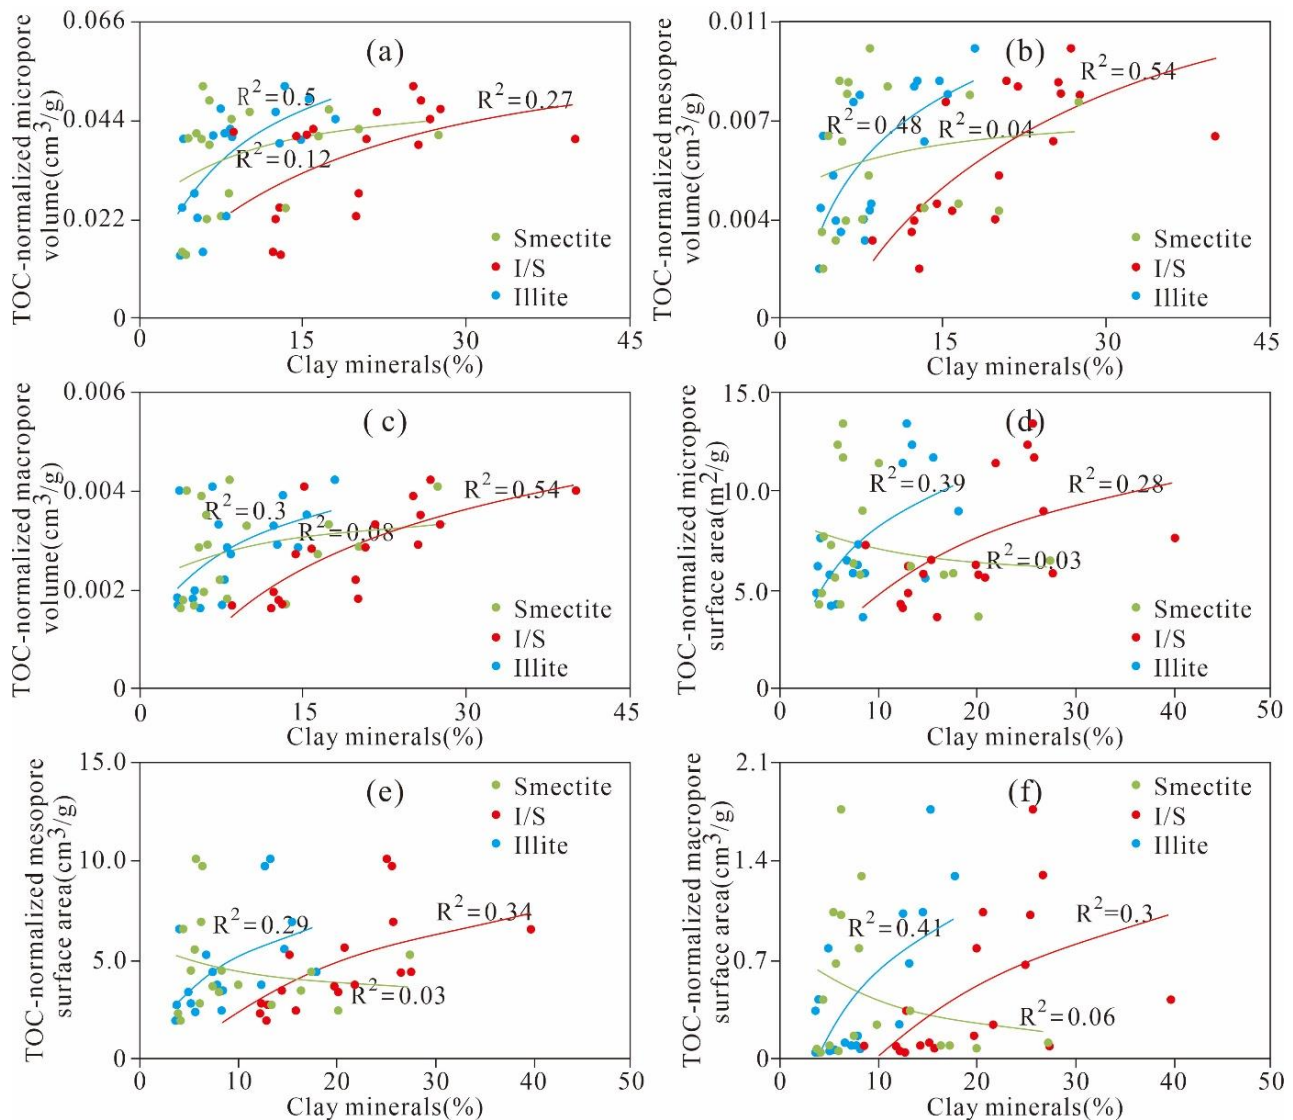 TOC-normalized micropore
volume(cm³/g)
0.066
0.044
0.022
0
(a)
R²=0.5
R²=0.27
R²=0.12
Smectite
I/S
Illite
0
15
30
45
Clay minerals(%)
TOC-normalized mesopore
volume(cm³/g)
0.011
0.007
0.004
0
(b)
R²=0.54
R²=0.48
R²=0.04
Smectite
I/S
Illite
0
15
30
45
Clay minerals(%)
TOC-normalized macropore
volume(cm³/g)
0.006
0.004
0.002
0
( c)
R²=0.54
R²=0.3
R²=0.08
Smectite
I/S
Illite
0
15
30
45
Clay minerals(%)
TOC-normalized micropore
surface area(m²/g)
15.0
10.0
5.0
0
(d)
R²=0.39
R²=0.28
R²=0.03
Smectite
I/S
Illite
0
10
20
30
40
50
Clay minerals(%)
TOC-normalized mesopore
surface area(cm³/g)
15.0
10.0
5.0
0
(e)
Smectite
I/S
Illite
R²=0.29
R²=0.34
R²=0.03
0
10
20
30
40
50
Clay minerals(%)
TOC-normalized macropore
surface area(cm³/g)
2.1
1.4
0.7
0
(f)
Smectite
I/S
Illite
R²=0.41
R²=0.3
R²=0.06
0
10
20
30
40
50
Clay minerals(%)